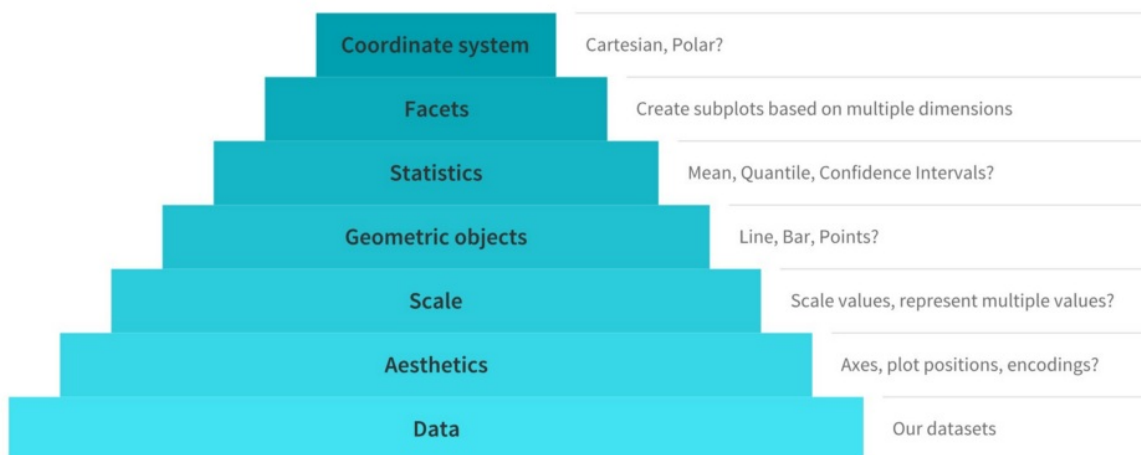 Coordinate system
Cartesian, Polar?
Facets
Create subplots based on multiple dimensions
Statistics
Mean, Quantile, Confidence Intervals?
Geometric objects
Line, Bar, Points?
Scale
Scale values, represent multiple values?
Aesthetics
Axes, plot positions, encodings?
Data
Our datasets